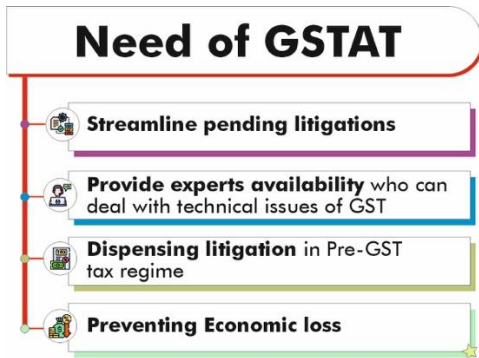 Need of GSTAT
Streamline pending litigations
Provide experts availability who can
deal with technical issues of GST
Dispensing litigation in Pre-GST
tax regime
Preventing Economic loss